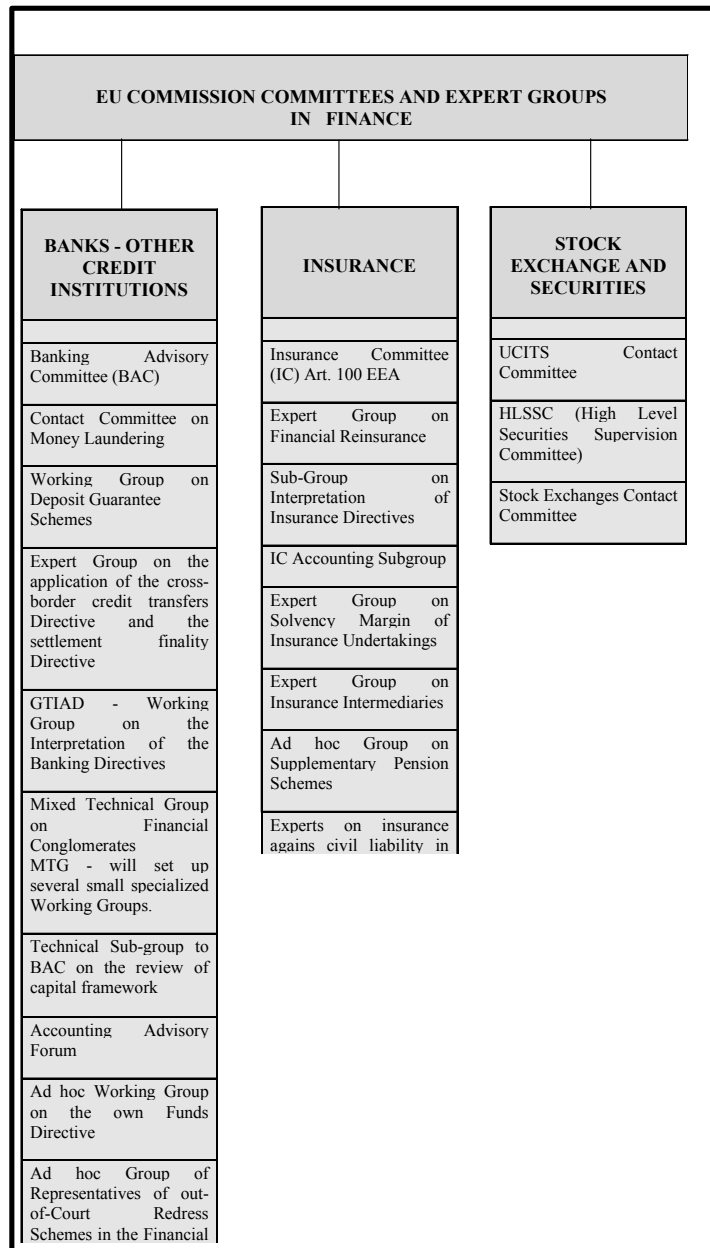 EU COMMISSION COMMITTEES AND EXPERT GROUPS
IN FINANCE
BANKS - OTHER
CREDIT
INSTITUTIONS
Banking Advisory
Committee (BAC)
Contact Committee on
Money Laundering
Working Group on
Deposit Guarantee
Schemes
Expert Group on the
application of the cross-
border credit transfers
Directive and the
settlement finality
Directive
GTIAD - Working
Group on the
Interpretation of the
Banking Directives
Mixed Technical Group
on Financial
Conglomerates
MTG - will set up
several small specialized
Working Groups.
Technical Sub-group to
BAC on the review of
capital framework
Accounting Advisory
Forum
Ad hoc Working Group
on the own Funds
Directive
Ad hoc Group of
Representatives of out-
of-Court Redress
Schemes in the Financial
INSURANCE
Insurance Committee
(IC) Art. 100 EEA
Expert Group on
Financial Reinsurance
Sub-Group on
Interpretation of
Insurance Directives
IC Accounting Subgroup
Expert Group on
Solvency Margin of
Insurance Undertakings
Expert Group on
Insurance Intermediaries
Ad hoc Group on
Supplementary Pension
Schemes
Experts on insurance
agains civil liability in
STOCK
EXCHANGE AND
SECURITIES
UCITS Contact
Committee
HLSSC (High Level
Securities Supervision
Committee)
Stock Exchanges Contact
Committee